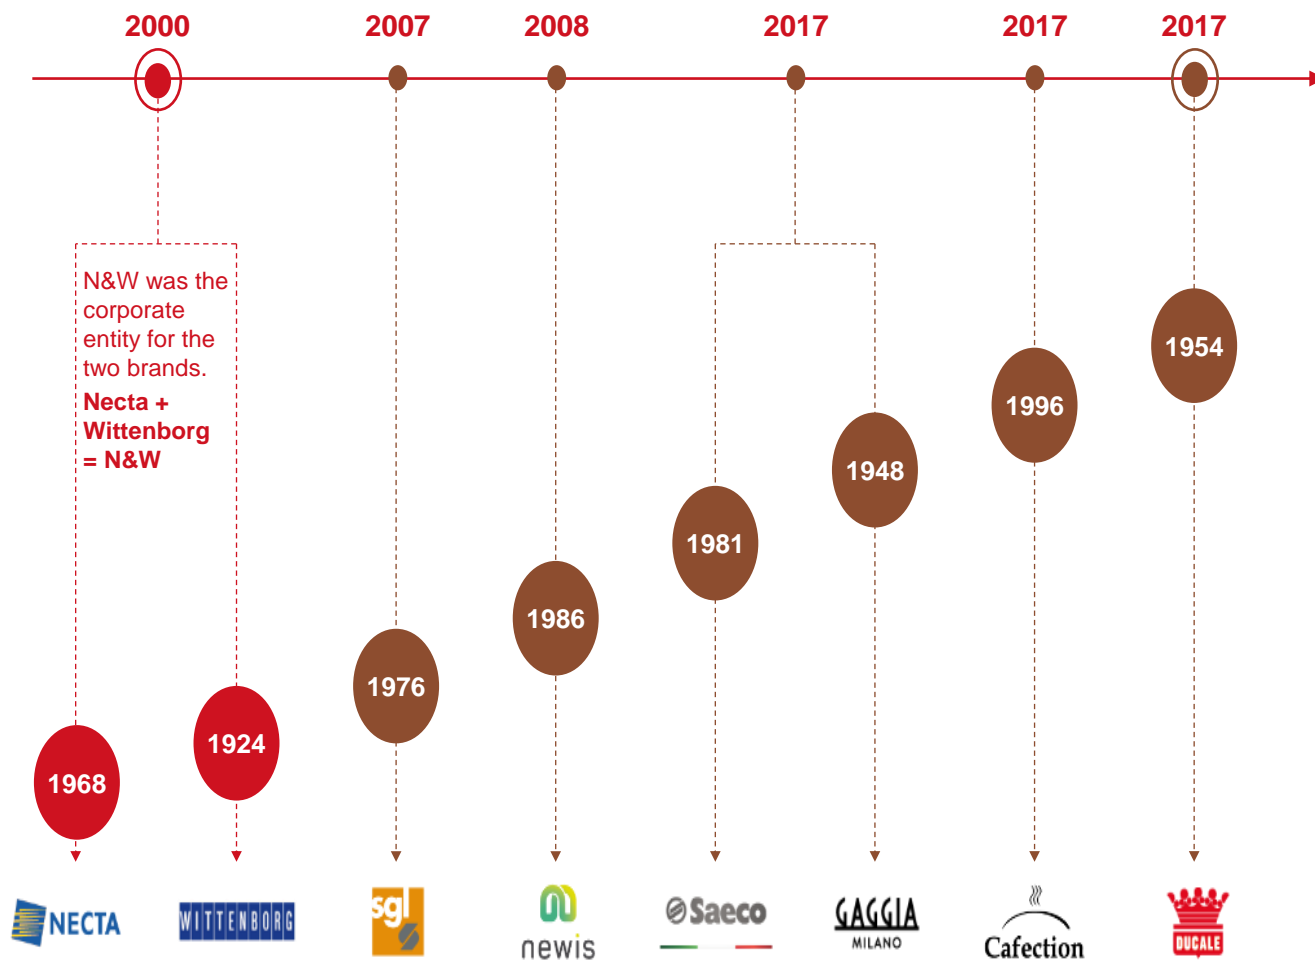 2000
2007
2008
2017
2017
2017
N&W was the
corporate
entity for the
two brands.
Necta +
Wittenborg
= N&W
1954
1996
1948
1981
1986
1976
1924
1968
NECTA
WITTENBORG
sgl
newis
Saeco
GAGGIA
MILANO
Cafection
DUCALE